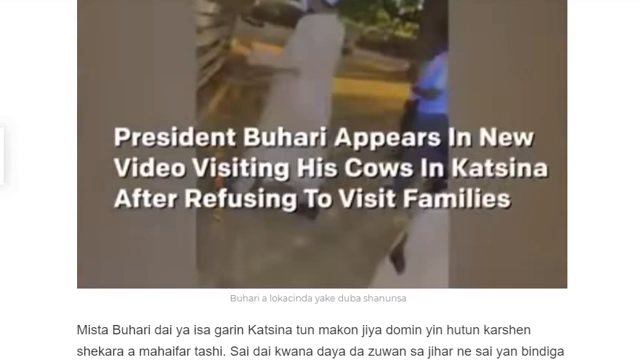 President Buhari Appears In New
Video Visiting His Cows In Katsina
After Refusing To Visit Families
Buhari a lokacinda yake duba shanunsa
Mista Buhari dai ya isa garin Katsina tun makon jiya domin yin hutun karshen
shekara a mahaifar tashi. Sai dai kwana daya da zuwan sa jihar ne sai yan bindiga